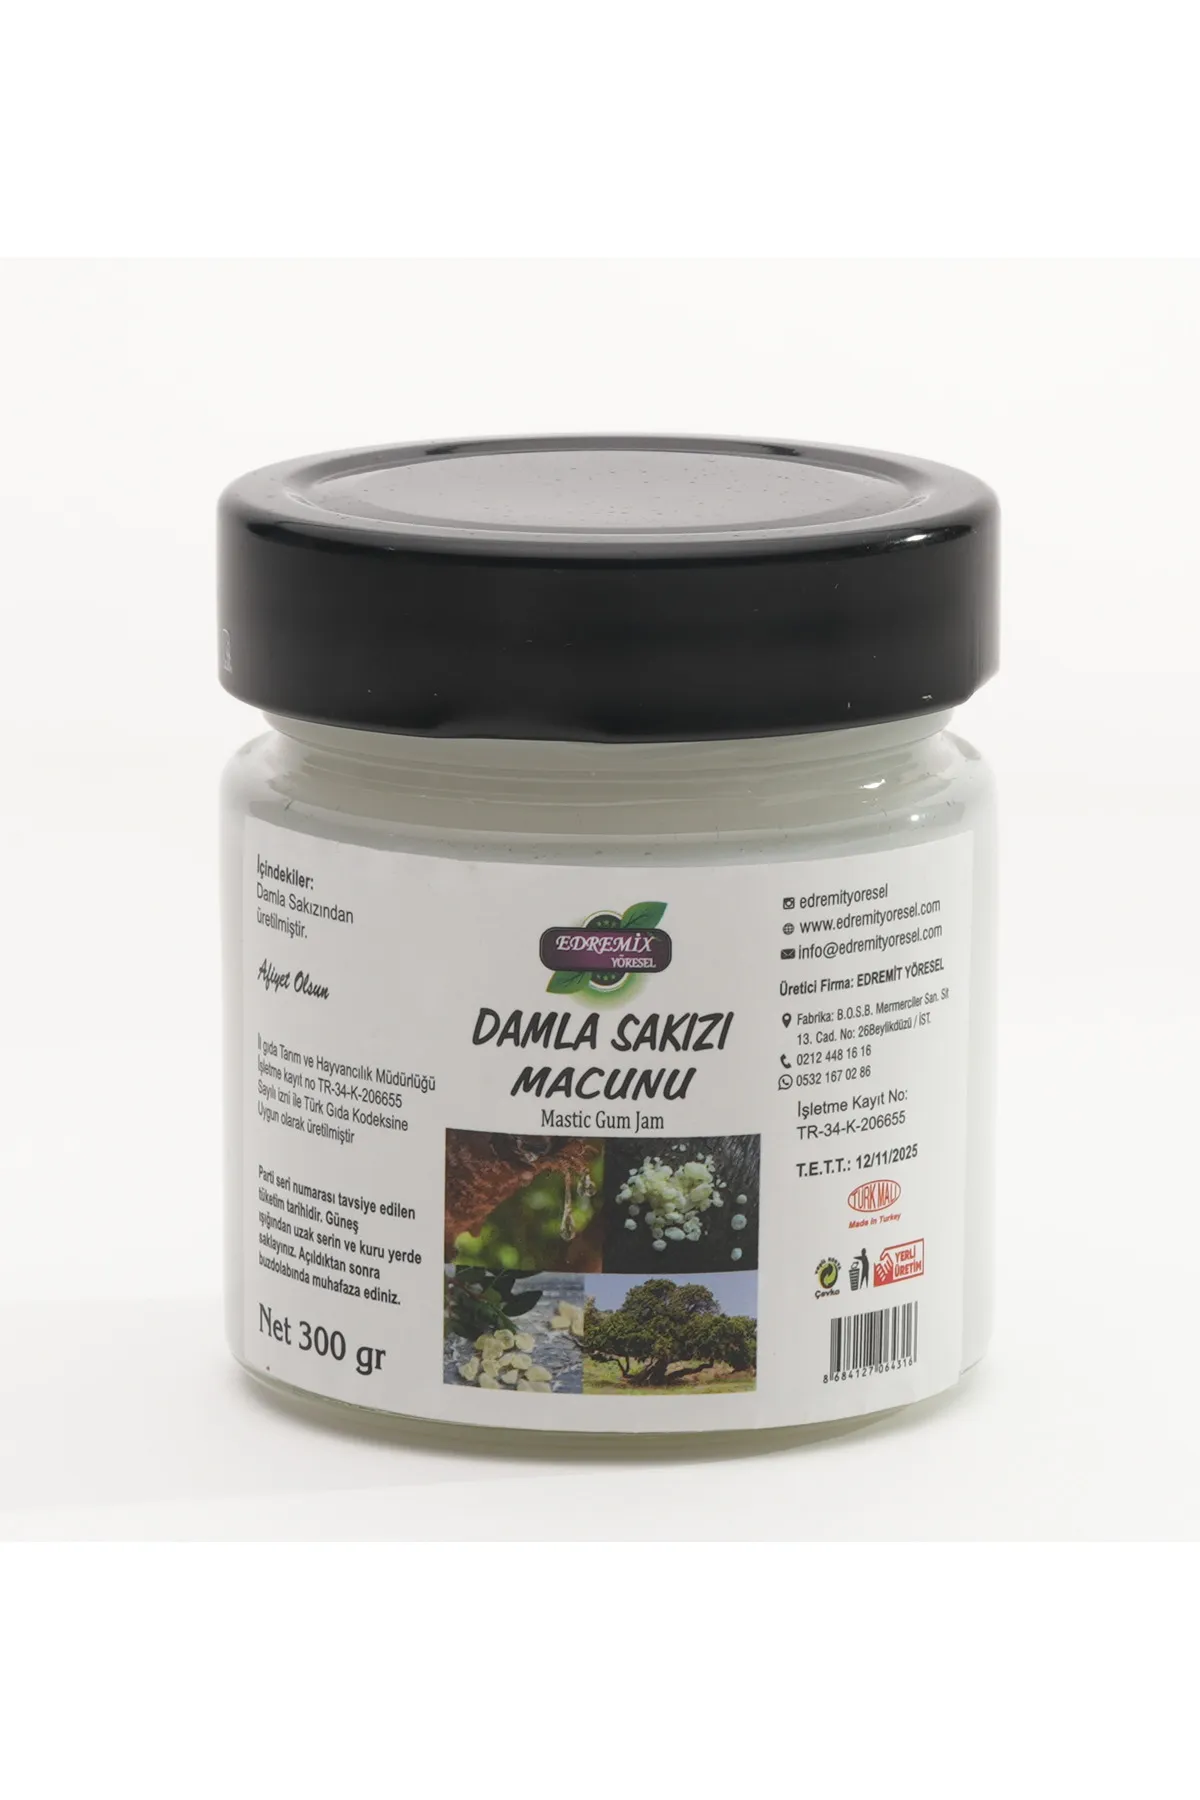 İçindekiler:
Damla Sakızından
üretilmiştir.
Afiyet Olsun
İl gıda Tarım ve Hayvancılık Müdürlüğü
İşletme kayıt no TR-34-K-206655
Sayılı izni ile Türk Gıda Kodeksine
Uygun olarak üretilmiştir
Parti seri numarası tavsiye edilen
tüketim tarihidir. Güneş
ışığından uzak serin ve kuru yerde
saklayınız. Açıldıktan sonra
buzdolabında muhafaza ediniz.
Net 300 gr
EDREMİX
YÖRESEL
DAMLA SAKIZI
MACUNU
Mastic Gum Jam
edremityoresel
www.edremityoresel.com
info@edremityoresel.com
Üretici Firma: EDREMİT YÖRESEL
Fabrika: B.O.S.B. Mermerciler San. Sit
13. Cad. No: 26Beylikdüzü / İST.
0212 448 16 16
0532 167 02 86
İşletme Kayıt No:
TR-34-K-206655
T.E.T.T.: 12/11/2025
TÜRK MALI
Made in Turkey
Çevko
YERLİ
ÜRETİM
8 684127 064316